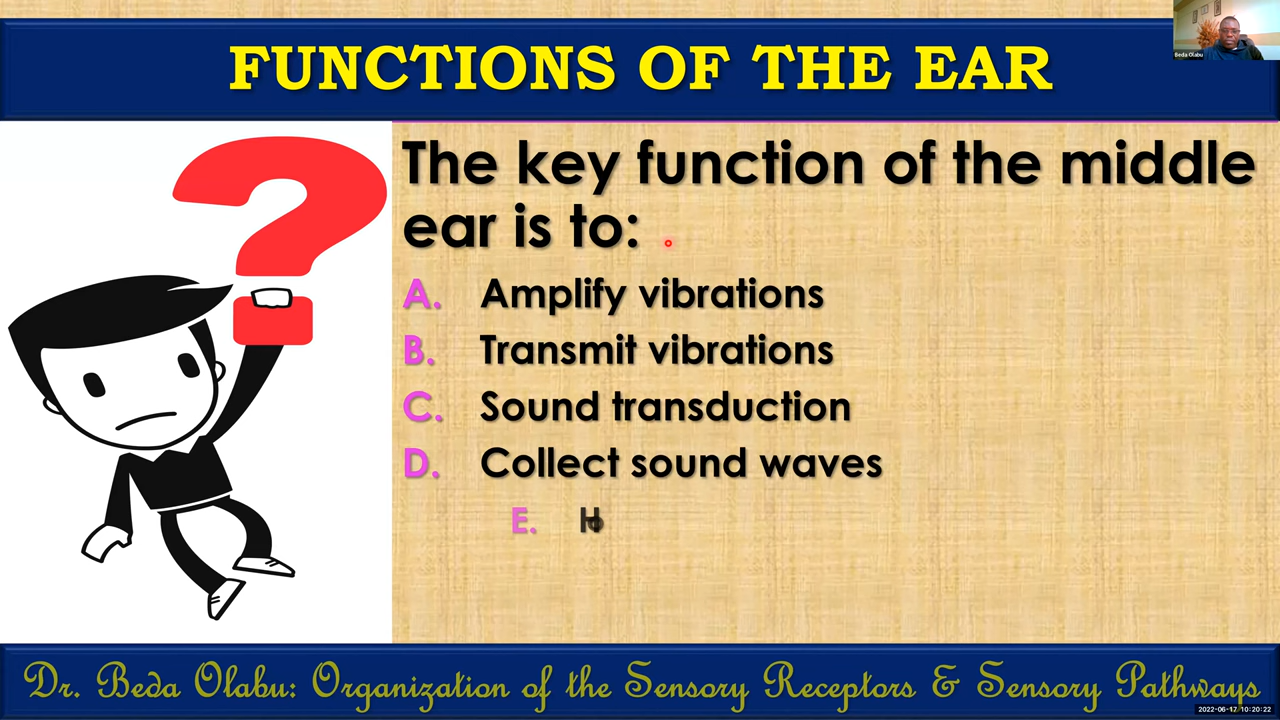 Beda Olabu
FUNCTIONS OF THE EAR
The key function of the middle
ear is to:
A. Amplify vibrations
B. Transmit vibrations
C. Sound transduction
D. Collect sound waves
E.
Dr. Beda Olabu: Organization of the Sensory Receptors & Sensory Pathways
2022-06-17 10:20:22